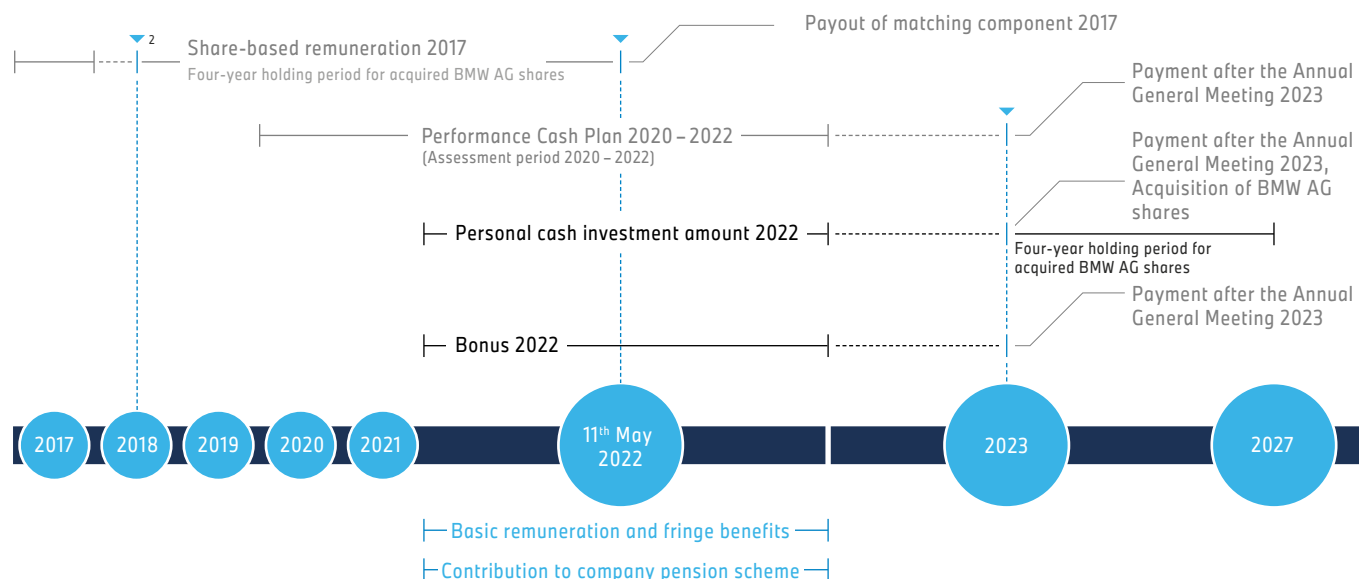 Payout of matching component 2017
2
Share-based remuneration 2017
Four-year holding period for acquired BMW AG shares
Payment after the Annual
General Meeting 2023
Performance Cash Plan 2020 – 2022
(Assessment period 2020 – 2022)
Payment after the Annual
General Meeting 2023,
Acquisition of BMW AG
shares
Personal cash investment amount 2022
Four-year holding period for
acquired BMW AG shares
Payment after the Annual
General Meeting 2023
Bonus 2022
2017
2018
2019
2020
2021
11th May
2022
2023
2027
Basic remuneration and fringe benefits
Contribution to company pension scheme